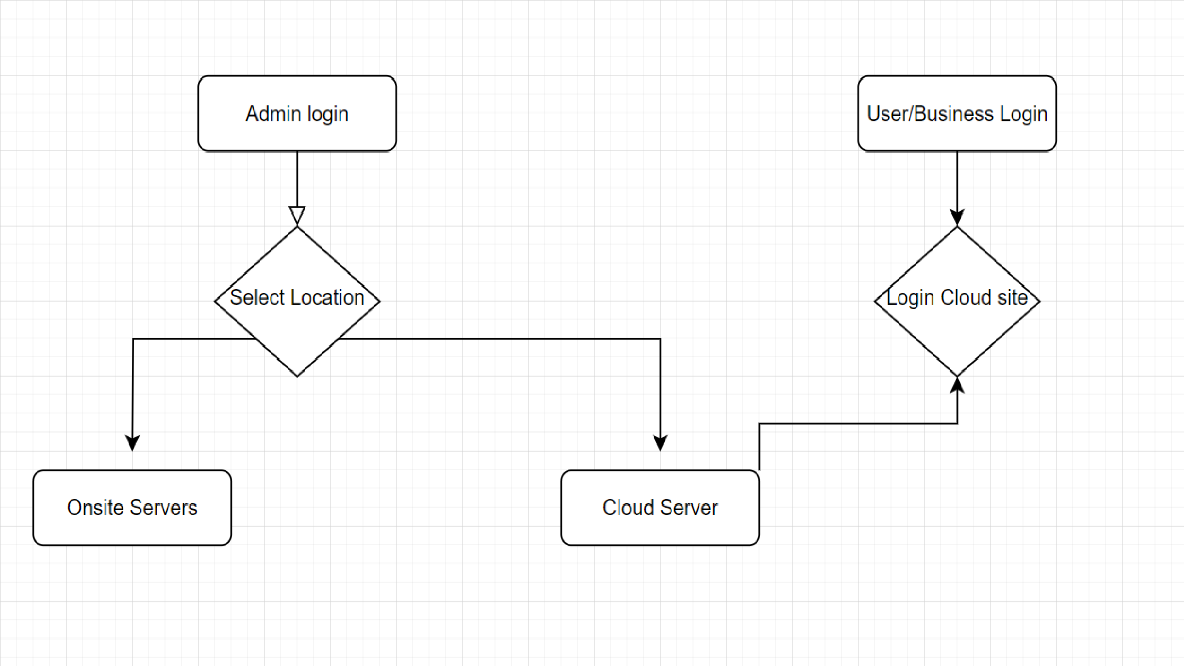 Admin login
User/Business Login
Select Location
Login Cloud site
Onsite Servers
Cloud Server